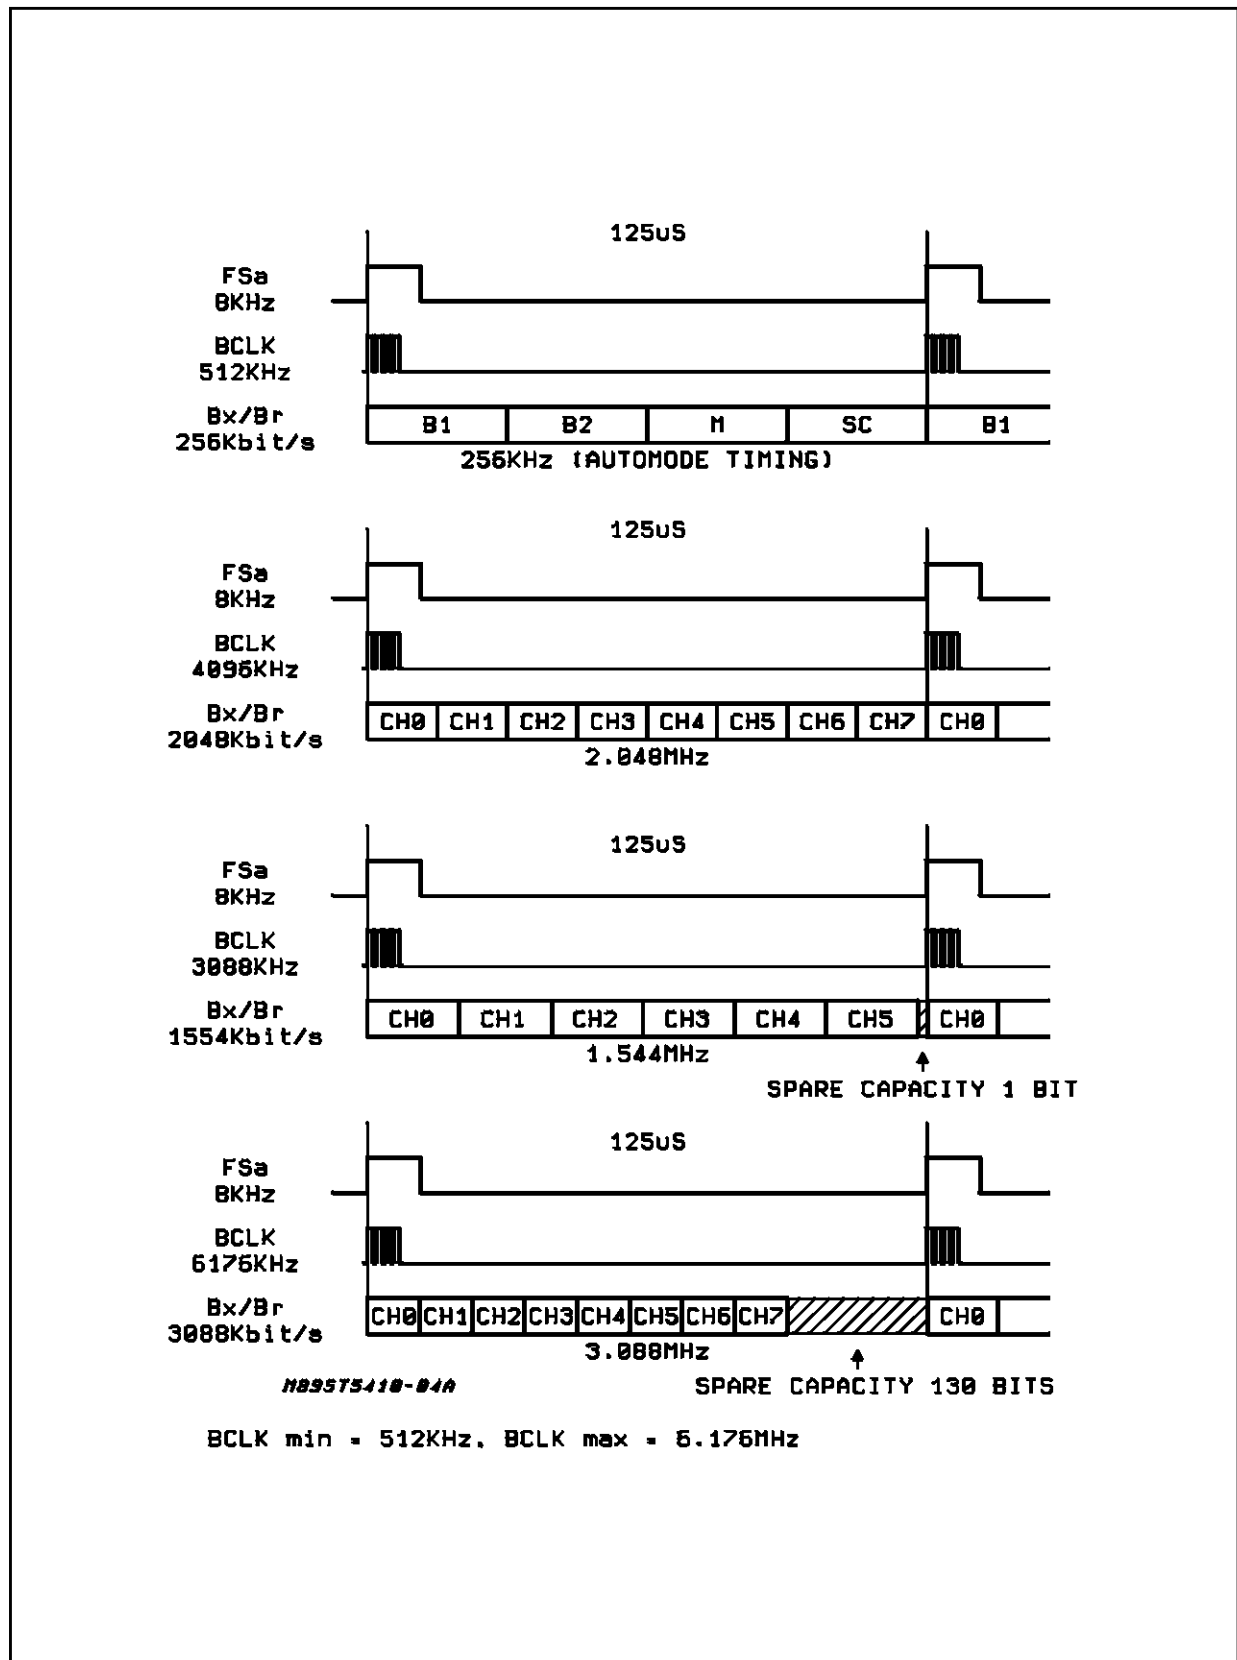 125uS
FSa
8KHz
BCLK
512KHz
Bx/Br
256Kbit/s
B1 B2 M SC B1
256KHz (AUTOMODE TIMING)
125uS
FSa
8KHz
BCLK
4096KHz
Bx/Br
2048Kbit/s
CH0 CH1 CH2 CH3 CH4 CH5 CH6 CH7 CH0
2.048MHz
125uS
FSa
8KHz
BCLK
3088KHz
Bx/Br
1554Kbit/s
CH0 CH1 CH2 CH3 CH4 CH5 CH0
1.544MHz
SPARE CAPACITY 1 BIT
125uS
FSa
8KHz
BCLK
6176KHz
Bx/Br
3088Kbit/s
CH0 CH1 CH2 CH3 CH4 CH5 CH6 CH7 CH0
3.088MHz
M89ST5410-04A
SPARE CAPACITY 130 BITS
BCLK min = 512KHz, BCLK max = 6.176MHz